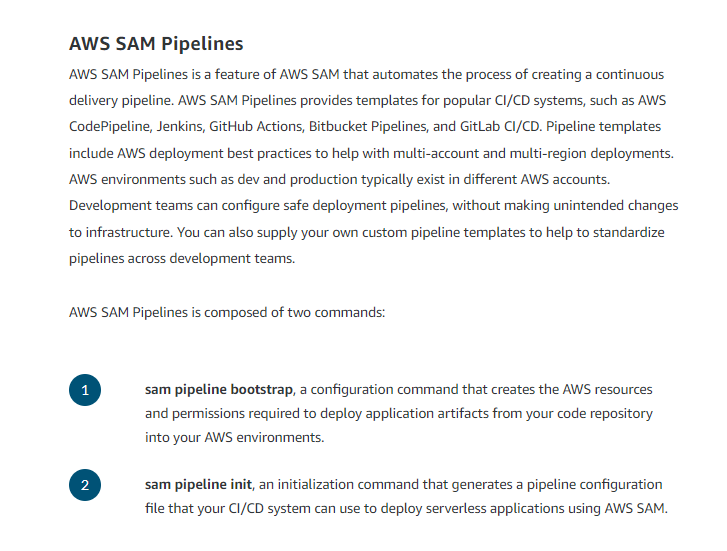 AWS SAM Pipelines
AWS SAM Pipelines is a feature of AWS SAM that automates the process of creating a continuous
delivery pipeline. AWS SAM Pipelines provides templates for popular CI/CD systems, such as AWS
CodePipeline, Jenkins, GitHub Actions, Bitbucket Pipelines, and GitLab CI/CD. Pipeline templates
include AWS deployment best practices to help with multi-account and multi-region deployments.
AWS environments such as dev and production typically exist in different AWS accounts.
Development teams can configure safe deployment pipelines, without making unintended changes
to infrastructure. You can also supply your own custom pipeline templates to help to standardize
pipelines across development teams.
AWS SAM Pipelines is composed of two commands:
1 sam pipeline bootstrap, a configuration command that creates the AWS resources
and permissions required to deploy application artifacts from your code repository
into your AWS environments.
2 sam pipeline init, an initialization command that generates a pipeline configuration
file that your CI/CD system can use to deploy serverless applications using AWS SAM.